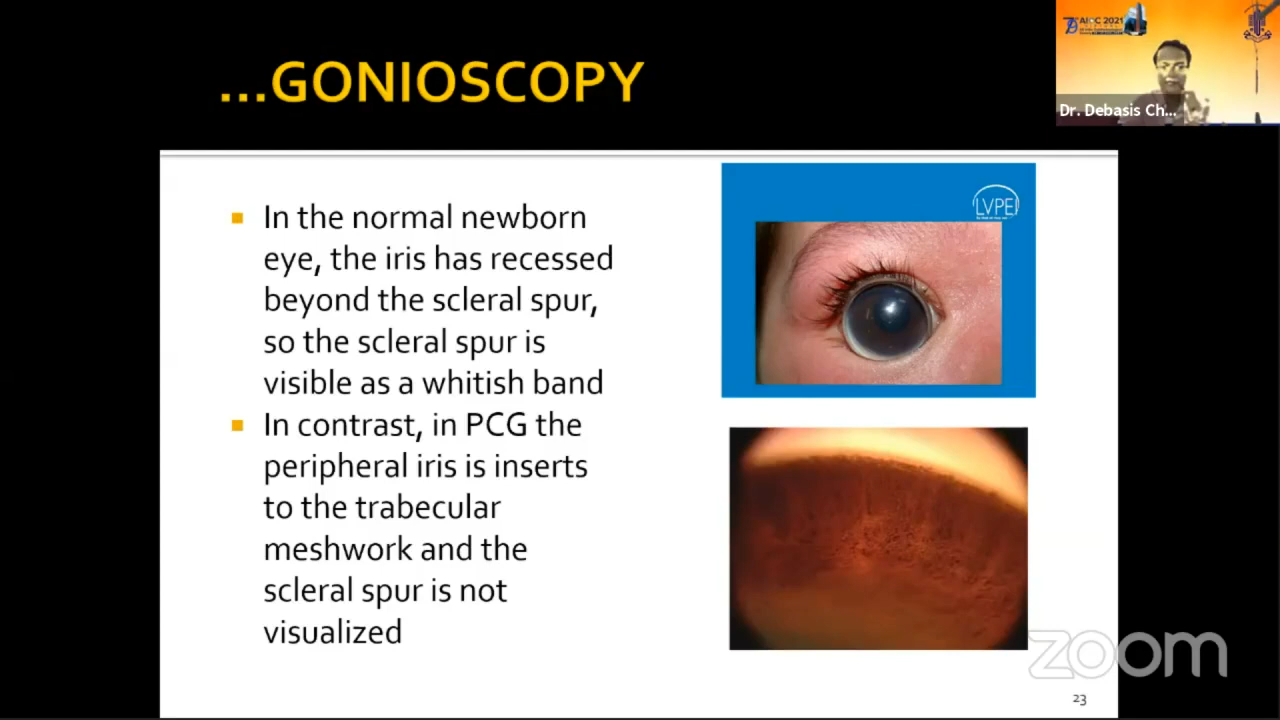 ...GONIOSCOPY
AIOC 2021
Dr. Debasis Ch...
In the normal newborn
eye, the iris has recessed
beyond the scleral spur,
so the scleral spur is
visible as a whitish band
In contrast, in PCG the
peripheral iris is inserts
to the trabecular
meshwork and the
scleral spur is not
visualized
LVPEI
zoom
23